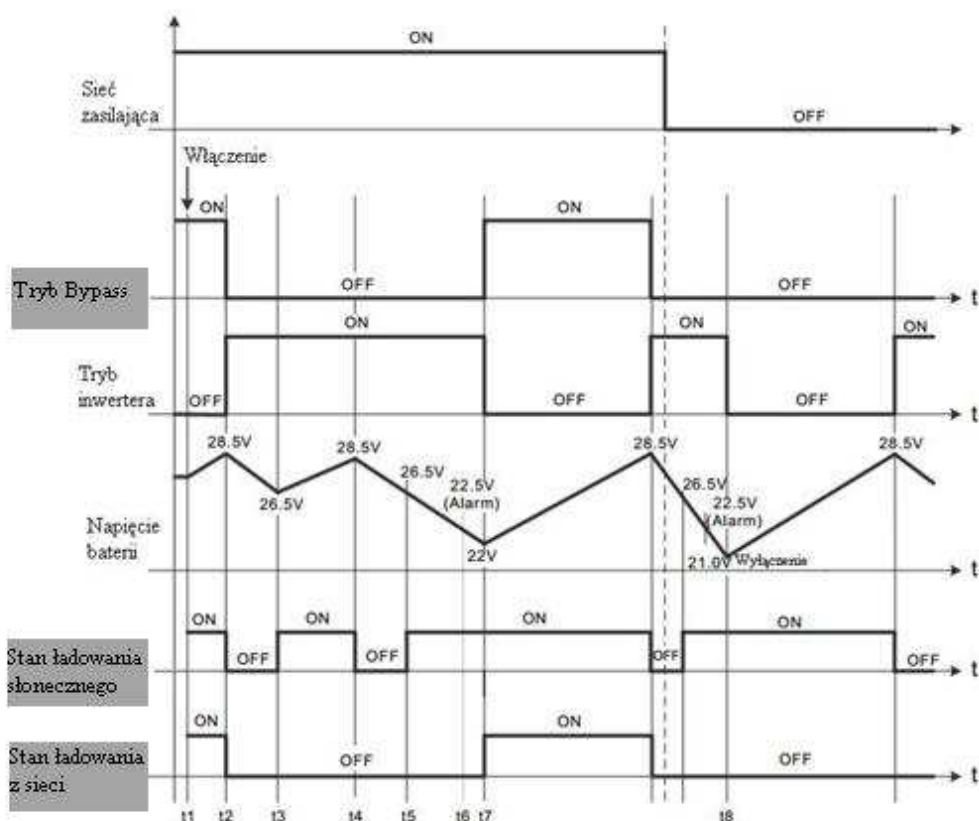 ON
Sieć
zasilająca
OFF
t
Włączenie
ON
ON
Tryb Bypass
OFF
OFF
t
ON
ON
ON
Tryb
inwertera
OFF
OFF
OFF
t
28.5V
28.5V
28.5V
28.5V
26.5V
26.5V
26.5V
22.5V
(Alarm)
22.5V
(Alarm)
Napięcie
baterii
22V
21.0V Wyłączenie
t
ON
ON
ON
ON
Stan ładowania
słonecznego
OFF
OFF
OFF
OFF
t
ON
ON
Stan ładowania
z sieci
OFF
OFF
t
t1 t2 t3 t4 t5 t6 t7 t8